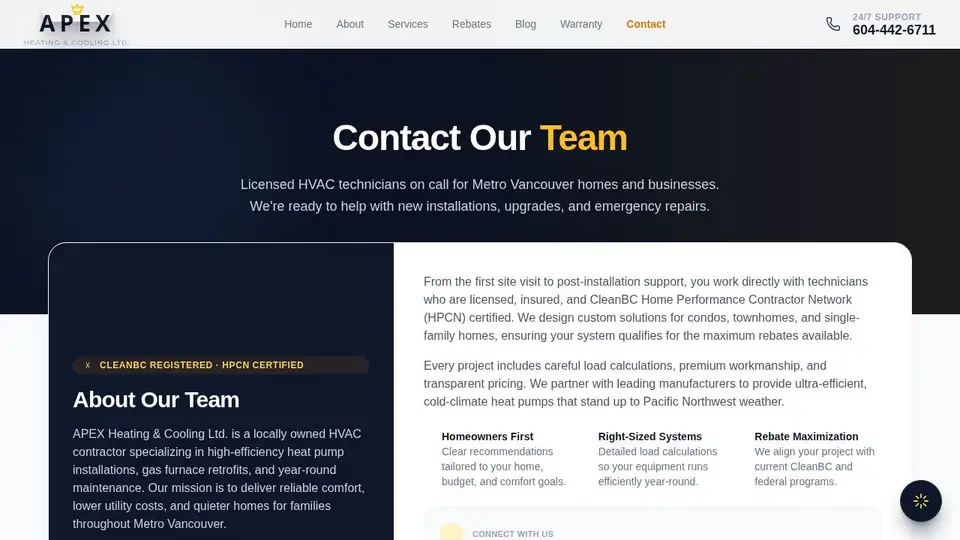 APEX
HEATING & COOLING LTD.
Home
About
Services
Rebates
Blog
Warranty
Contact
24/7 SUPPORT
604-442-6711
Contact Our Team
Licensed HVAC technicians on call for Metro Vancouver homes and businesses.
We're ready to help with new installations, upgrades, and emergency repairs.
CLEANBC REGISTERED · HPCN CERTIFIED
About Our Team
APEX Heating & Cooling Ltd. is a locally owned HVAC
contractor specializing in high-efficiency heat pump
installations, gas furnace retrofits, and year-round
maintenance. Our mission is to deliver reliable comfort,
lower utility costs, and quieter homes for families
throughout Metro Vancouver.
From the first site visit to post-installation support, you work directly with technicians
who are licensed, insured, and CleanBC Home Performance Contractor Network
(HPCN) certified. We design custom solutions for condos, townhomes, and single-
family homes, ensuring your system qualifies for the maximum rebates available.
Every project includes careful load calculations, premium workmanship, and
transparent pricing. We partner with leading manufacturers to provide ultra-efficient,
cold-climate heat pumps that stand up to Pacific Northwest weather.
Homeowners First
Clear recommendations
tailored to your home,
budget, and comfort goals.
Right-Sized Systems
Detailed load calculations
so your equipment runs
efficiently year-round.
Rebate Maximization
We align your project with
current CleanBC and
federal programs.
CONNECT WITH US